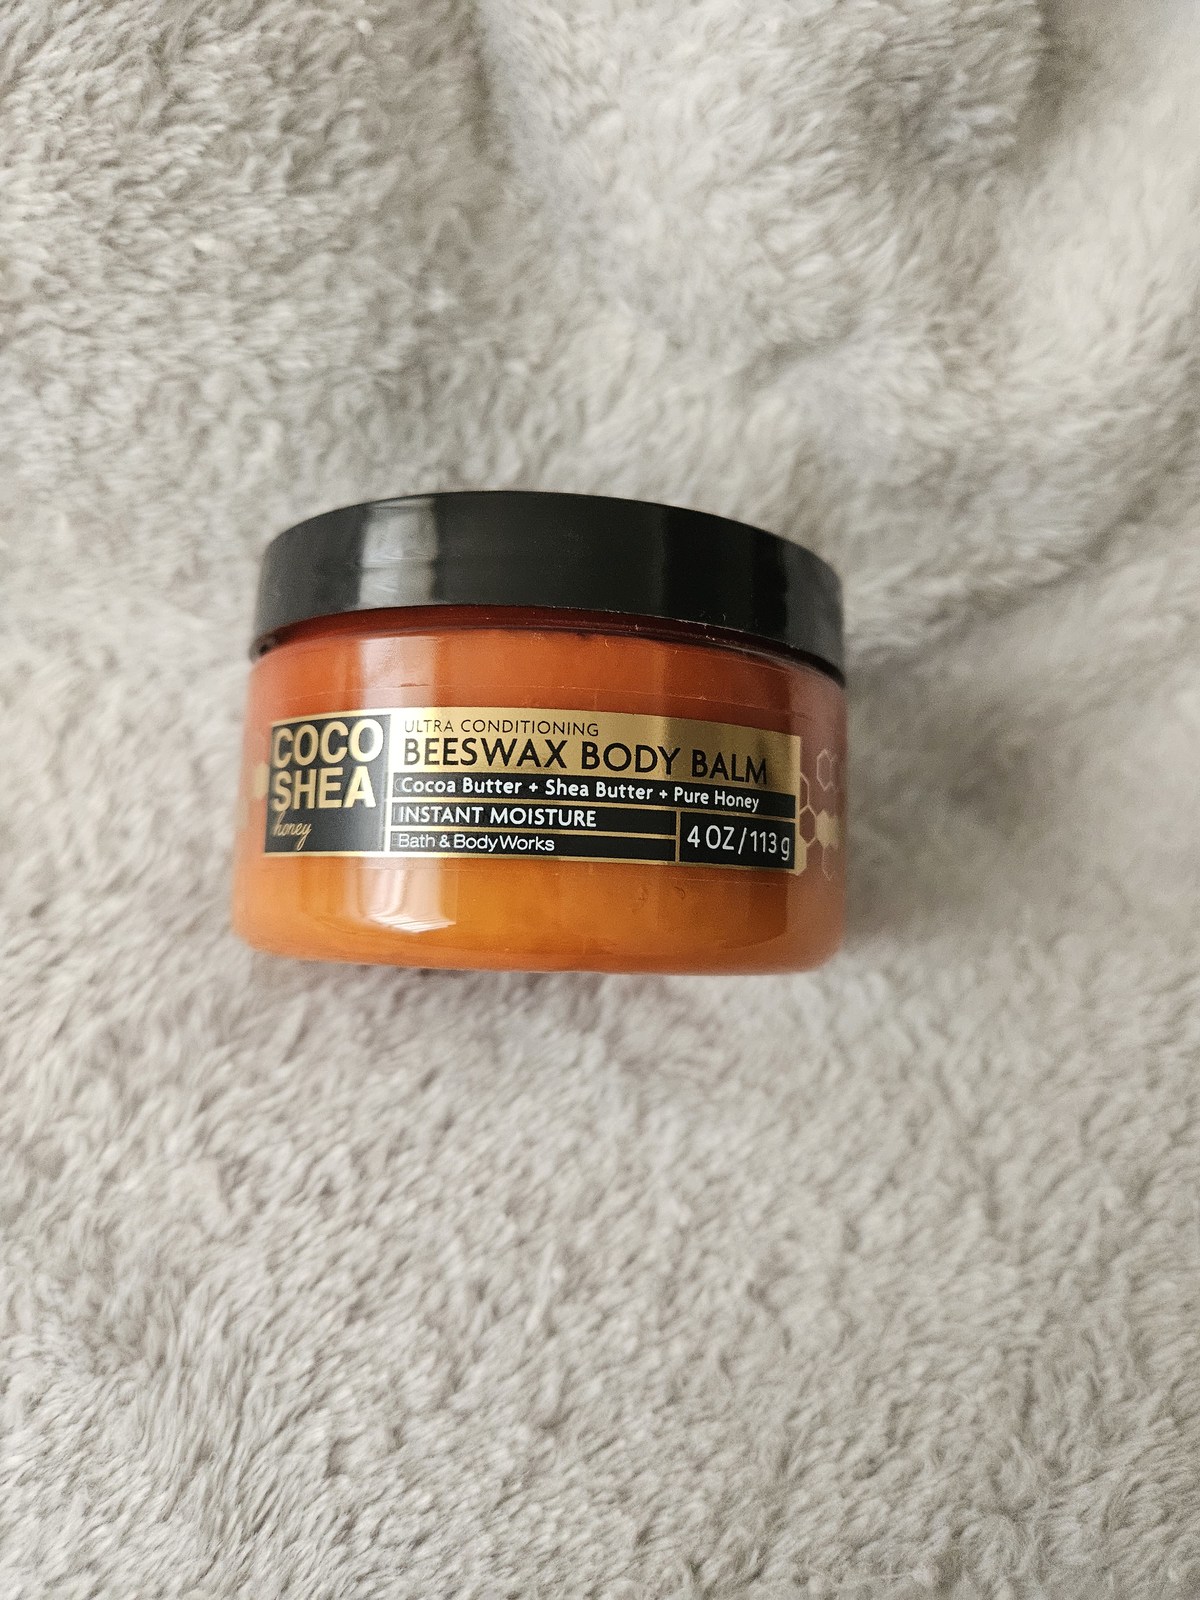 COCO
SHEA
honey
ULTRA CONDITIONING
BEESWAX BODY BALM
Cocoa Butter + Shea Butter + Pure Honey
INSTANT MOISTURE
Bath & Body Works
4 OZ / 113 g